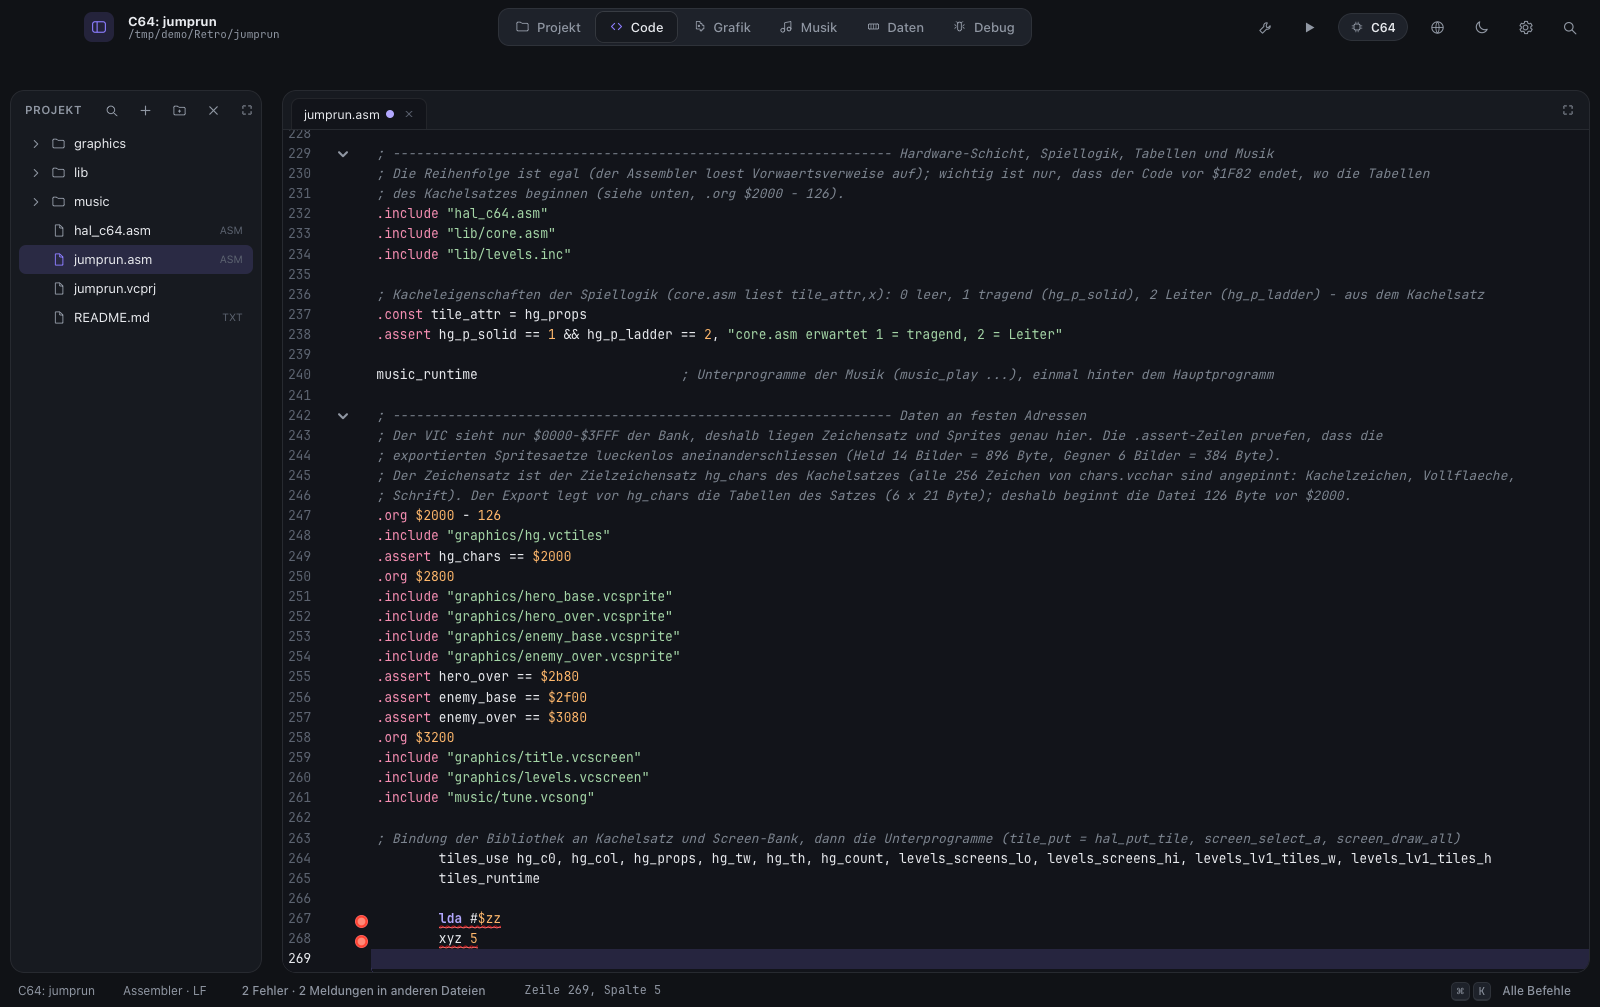 C64: jumprun
/tmp/demo/Retro/jumprun
Projekt
Code
Grafik
Musik
Daten
Debug
C64
PROJEKT
graphics
lib
music
hal_c64.asm ASM
jumprun.asm ASM
jumprun.vcprj
README.md TXT
jumprun.asm
228
229 ; ---------------------------------------------------------------- Hardware-Schicht, Spiellogik, Tabellen und Musik
230 ; Die Reihenfolge ist egal (der Assembler loest Vorwaertsverweise auf); wichtig ist nur, dass der Code vor $1F82 endet, wo die Tabellen
231 ; des Kachelsatzes beginnen (siehe unten, .org $2000 - 126).
232 .include "hal_c64.asm"
233 .include "lib/core.asm"
234 .include "lib/levels.inc"
235
236 ; Kacheleigenschaften der Spiellogik (core.asm liest tile_attr,x): 0 leer, 1 tragend (hg_p_solid), 2 Leiter (hg_p_ladder) - aus dem Kachelsatz
237 .const tile_attr = hg_props
238 .assert hg_p_solid == 1 && hg_p_ladder == 2, "core.asm erwartet 1 = tragend, 2 = Leiter"
239
240 music_runtime ; Unterprogramme der Musik (music_play ...), einmal hinter dem Hauptprogramm
241
242 ; ---------------------------------------------------------------- Daten an festen Adressen
243 ; Der VIC sieht nur $0000-$3FFF der Bank, deshalb liegen Zeichensatz und Sprites genau hier. Die .assert-Zeilen pruefen, dass die
244 ; exportierten Spritesaetze lueckenlos aneinanderschliessen (Held 14 Bilder = 896 Byte, Gegner 6 Bilder = 384 Byte).
245 ; Der Zeichensatz ist der Zielzeichensatz hg_chars des Kachelsatzes (alle 256 Zeichen von chars.vcchar sind angepinnt: Kachelzeichen, Vollflaeche,
246 ; Schrift). Der Export legt vor hg_chars die Tabellen des Satzes (6 x 21 Byte); deshalb beginnt die Datei 126 Byte vor $2000.
247 .org $2000 - 126
248 .include "graphics/hg.vctiles"
249 .assert hg_chars == $2000
250 .org $2800
251 .include "graphics/hero_base.vcsprite"
252 .include "graphics/hero_over.vcsprite"
253 .include "graphics/enemy_base.vcsprite"
254 .include "graphics/enemy_over.vcsprite"
255 .assert hero_over == $2b80
256 .assert enemy_base == $2f00
257 .assert enemy_over == $3080
258 .org $3200
259 .include "graphics/title.vcscreen"
260 .include "graphics/levels.vcscreen"
261 .include "music/tune.vcsong"
262
263 ; Bindung der Bibliothek an Kachelsatz und Screen-Bank, dann die Unterprogramme (tile_put = hal_put_tile, screen_select_a, screen_draw_all)
264 tiles_use hg_c0, hg_col, hg_props, hg_tw, hg_th, hg_count, levels_screens_lo, levels_screens_hi, levels_lv1_tiles_w, levels_lv1_tiles_h
265 tiles_runtime
266
267 lda #$zz
268 xyz 5
269
C64: jumprun
Assembler · LF
2 Fehler · 2 Meldungen in anderen Dateien
Zeile 269, Spalte 5
⌘ K Alle Befehle